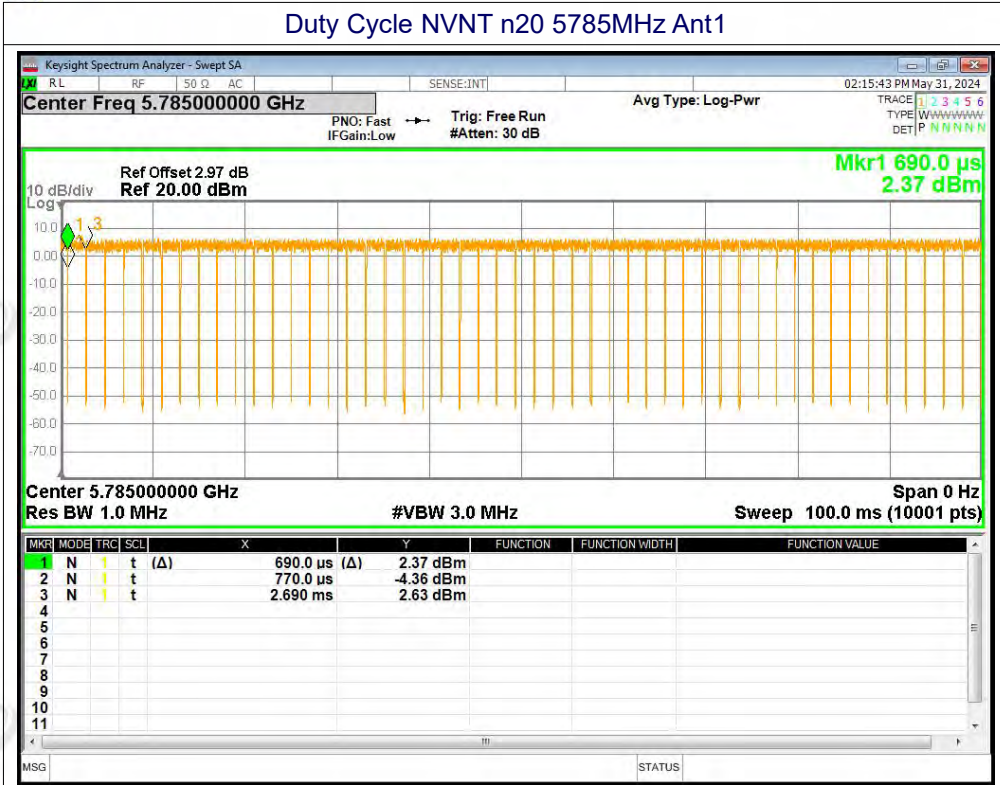 Duty Cycle NVNT n20 5785MHz Ant1
Keysight Spectrum Analyzer - Swept SA
LXI RL RF 50 Ω AC SENSE:INT 02:15:43 PM May 31, 2024
Center Freq 5.785000000 GHz Avg Type: Log-Pwr TRACE 1 2 3 4 5 6
PNO: Fast Trig: Free Run TYPE WWWWWWW
IFGain:Low #Atten: 30 dB DET P N N N N N
Mkr1 690.0 µs
Ref Offset 2.97 dB
10 dB/div Ref 20.00 dBm 2.37 dBm
Log
1 3
10.0
0.00
-10.0
-20.0
-30.0
-40.0
-50.0
-60.0
-70.0
Center 5.785000000 GHz Span 0 Hz
Res BW 1.0 MHz #VBW 3.0 MHz Sweep 100.0 ms (10001 pts)
MKR MODE TRC SCL X Y FUNCTION FUNCTION WIDTH FUNCTION VALUE
1 N 1 t (Δ) 690.0 µs (Δ) 2.37 dBm
2 N 1 t 770.0 µs -4.36 dBm
3 N 1 t 2.690 ms 2.63 dBm
4
5
6
7
8
9
10
11
MSG STATUS